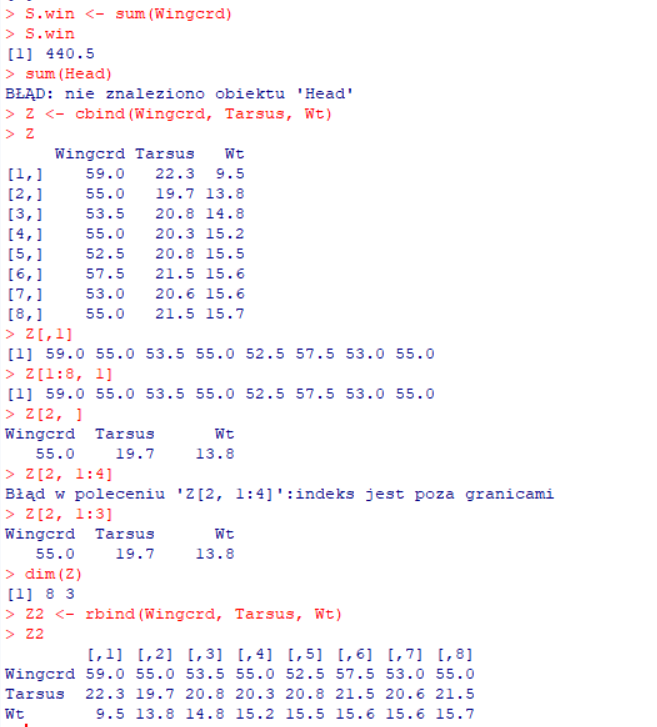 > S.win <- sum(Wingcrd)
> S.win
[1] 440.5
> sum(Head)
BŁĄD: nie znaleziono obiektu 'Head'
> Z <- cbind(Wingcrd, Tarsus, Wt)
> Z
     Wingcrd Tarsus   Wt
[1,]    59.0   22.3  9.5
[2,]    55.0   19.7 13.8
[3,]    53.5   20.8 14.8
[4,]    55.0   20.3 15.2
[5,]    52.5   20.8 15.5
[6,]    57.5   21.5 15.6
[7,]    53.0   20.6 15.6
[8,]    55.0   21.5 15.7
> Z[,1]
[1] 59.0 55.0 53.5 55.0 52.5 57.5 53.0 55.0
> Z[1:8, 1]
[1] 59.0 55.0 53.5 55.0 52.5 57.5 53.0 55.0
> Z[2, ]
Wingcrd  Tarsus      Wt
   55.0    19.7    13.8
> Z[2, 1:4]
Błąd w poleceniu 'Z[2, 1:4]':indeks jest poza granicami
> Z[2, 1:3]
Wingcrd  Tarsus      Wt
   55.0    19.7    13.8
> dim(Z)
[1] 8 3
> Z2 <- rbind(Wingcrd, Tarsus, Wt)
> Z2
        [,1] [,2] [,3] [,4] [,5] [,6] [,7] [,8]
Wingcrd 59.0 55.0 53.5 55.0 52.5 57.5 53.0 55.0
Tarsus  22.3 19.7 20.8 20.3 20.8 21.5 20.6 21.5
Wt       9.5 13.8 14.8 15.2 15.5 15.6 15.6 15.7